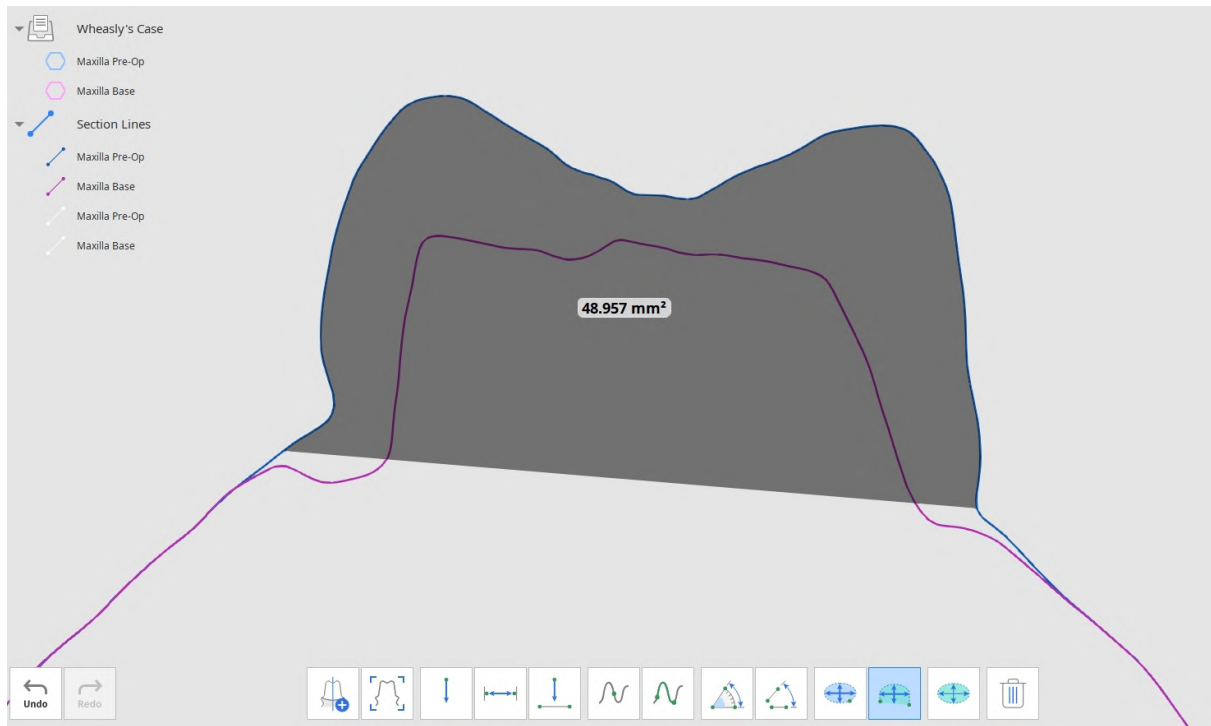 Wheasly's Case
Maxilla Pre-Op
Maxilla Base
Section Lines
Maxilla Pre-Op
Maxilla Base
Maxilla Pre-Op
Maxilla Base
48.957 mm²
Undo
Redo